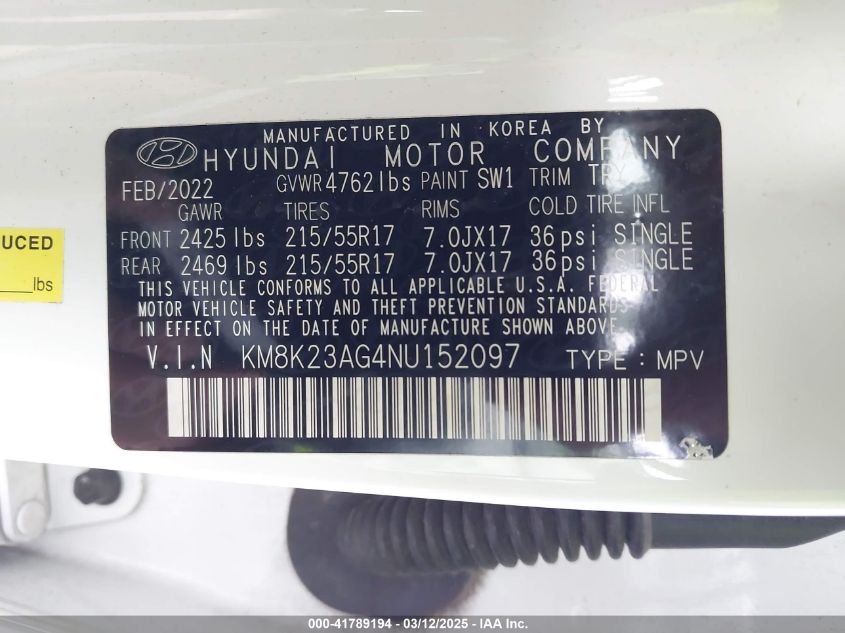 MANUFACTURED IN KOREA BY
HYUNDAI MOTOR COMPANY
FEB/2022 GVWR 4762 lbs PAINT SW1 TRIM TRY
GAWR TIRES RIMS COLD TIRE INFL
FRONT 2425 lbs 215/55R17 7.0JX17 36 psi SINGLE
REAR 2469 lbs 215/55R17 7.0JX17 36 psi SINGLE
THIS VEHICLE CONFORMS TO ALL APPLICABLE U.S.A. FEDERAL
MOTOR VEHICLE SAFETY AND THEFT PREVENTION STANDARDS
IN EFFECT ON THE DATE OF MANUFACTURE SHOWN ABOVE.
V.I.N KM8K23AG4NU152097 TYPE : MPV
UCED
lbs
000-41789194 - 03/12/2025 - IAA Inc.